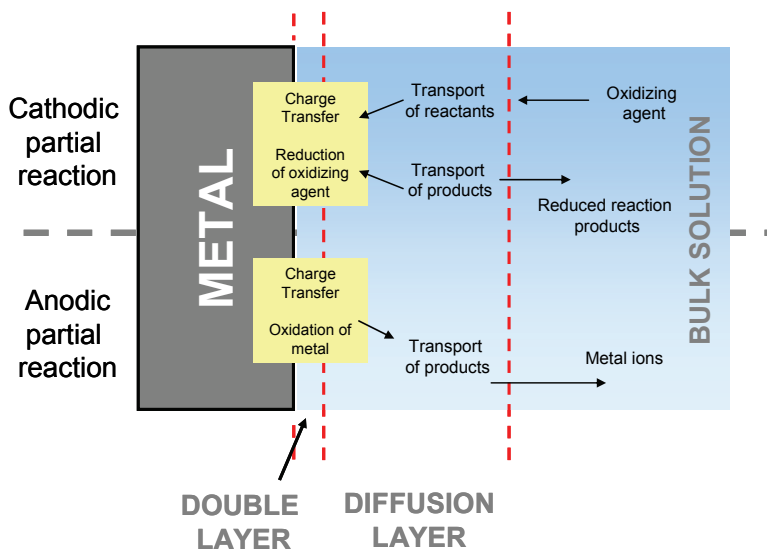 Cathodic
partial
reaction
Anodic
partial
reaction
METAL
Charge
Transfer
Reduction
of oxidizing
agent
Charge
Transfer
Oxidation of
metal
Transport
of reactants
Transport
of products
Transport
of products
Oxidizing
agent
Reduced reaction
products
Metal ions
BULK SOLUTION
DOUBLE
LAYER
DIFFUSION
LAYER